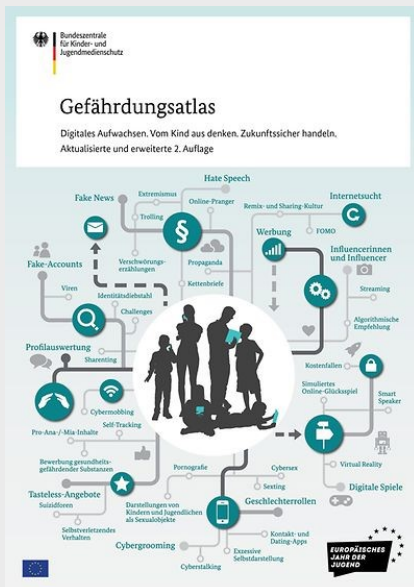 Bundeszentrale
für Kinder- und
Jugendmedienschutz
Gefährdungsatlas
Digitales Aufwachsen. Vom Kind aus denken. Zukunftssicher handeln.
Aktualisierte und erweiterte 2. Auflage
Hate Speech
Fake News
Extremismus
Online-Pranger
Internetsucht
Remix- und Sharing-Kultur
Trolling
§
Werbung
FOMO
Verschwörungs-
erzählungen
Propaganda
Influencerinnen
und Influencer
Fake-Accounts
Kettenbriefe
Viren
Identitätsdiebstahl
Streaming
Challenges
Algorithmische
Empfehlung
Profilauswertung
Sharenting
Kostenfallen
Simuliertes
Online-Glücksspiel
Smart
Speaker
Cybermobbing
Self-Tracking
Pro-Ana-/Mia-Inhalte
Bewerbung gesundheits-
gefährdender Substanzen
Virtual Reality
Tasteless-Angebote
Pornografie
Cybersex
Digitale Spiele
Suizidforen
Sexting
Darstellungen von
Kindern und Jugendlichen
als Sexualobjekte
Geschlechterrollen
Selbstverletzendes
Verhalten
Kontakt- und
Dating-Apps
Cybergrooming
Exzessive
Selbstdarstellung
Cyberstalking
EUROPÄISCHES
JAHR DER
JUGEND